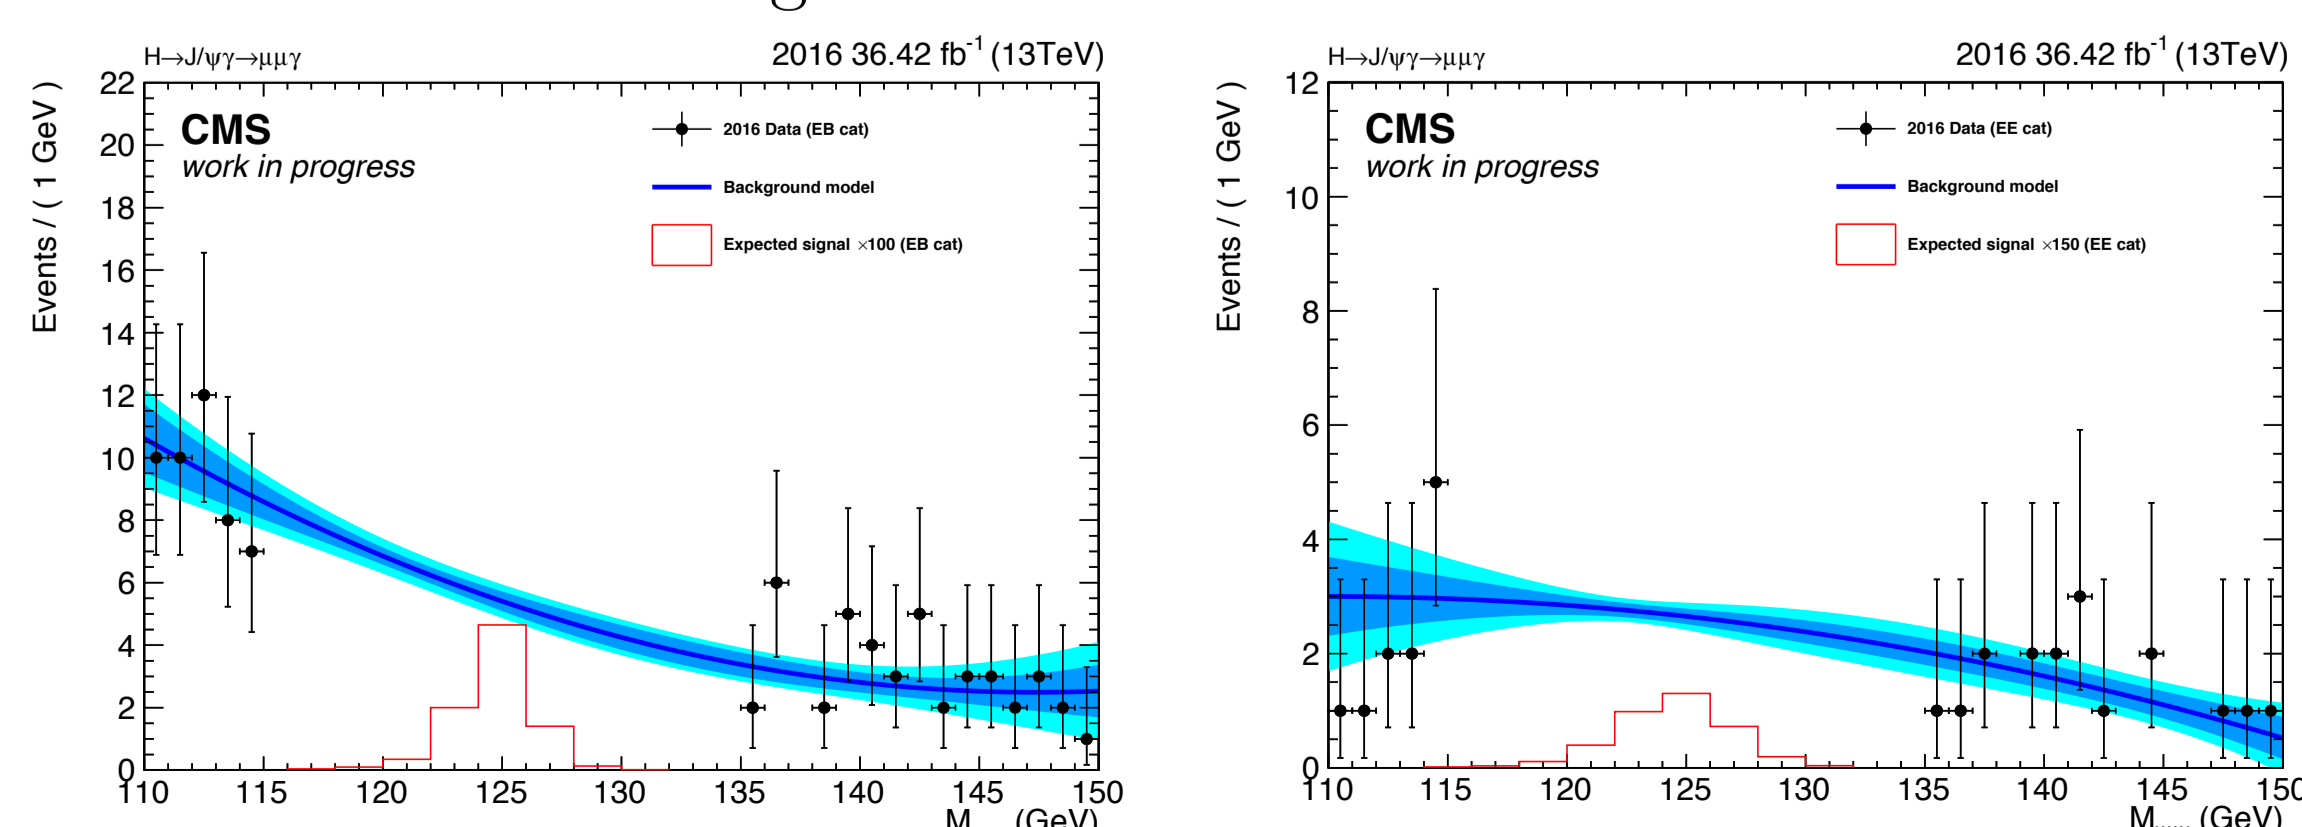 H→J/ψγ→μμγ
2016 36.42 fb-1 (13TeV)
Events / ( 1 GeV )
22
20
18
16
14
12
10
8
6
4
2
0
CMS
work in progress
2016 Data (EB cat)
Background model
Expected signal ×100 (EB cat)
110 115 120 125 130 135 140 145 150
M (GeV)
H→J/ψγ→μμγ
2016 36.42 fb-1 (13TeV)
Events / ( 1 GeV )
12
10
8
6
4
2
0
CMS
work in progress
2016 Data (EE cat)
Background model
Expected signal ×150 (EE cat)
110 115 120 125 130 135 140 145 150
M (GeV)